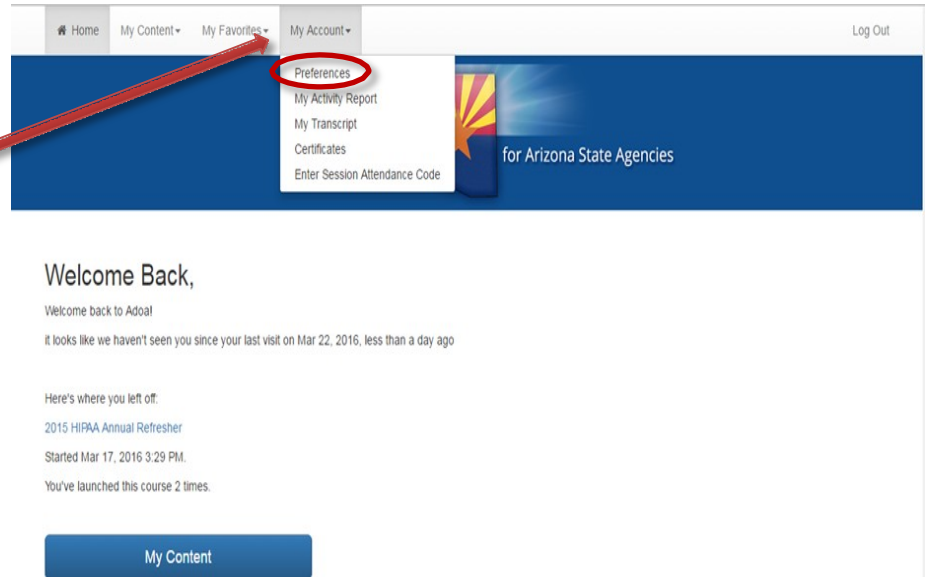 Home My Content My Favorites My Account Log Out
Preferences
My Activity Report
My Transcript
Certificates
Enter Session Attendance Code
for Arizona State Agencies
Welcome Back,
Welcome back to Adoa!
it looks like we haven't seen you since your last visit on Mar 22, 2016, less than a day ago
Here's where you left off:
2015 HIPAA Annual Refresher
Started Mar 17, 2016 3:29 PM.
You've launched this course 2 times.
My Content